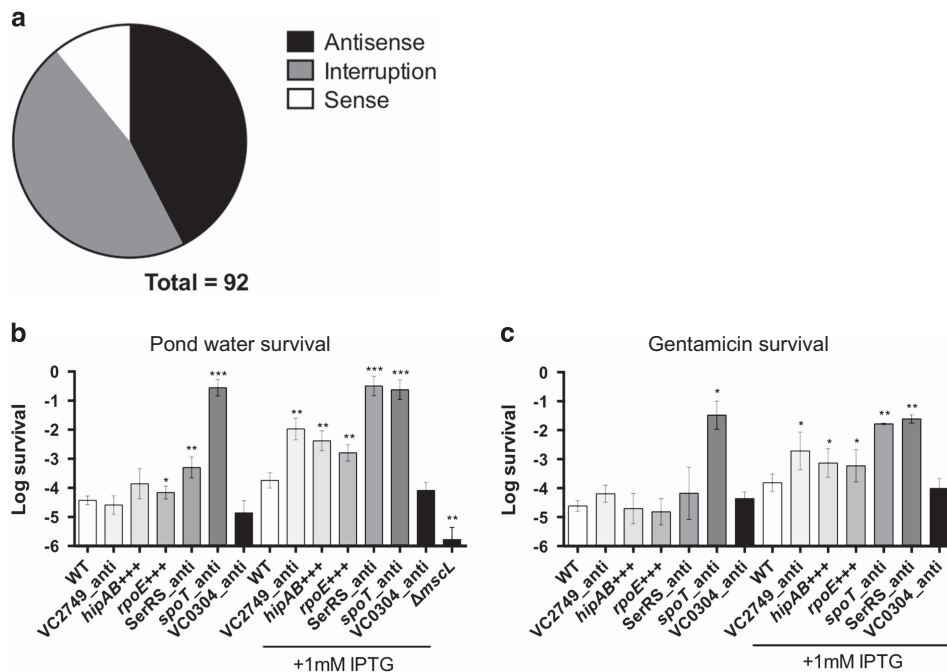 a
Antisense
Interruption
Sense
Total = 92
b
Pond water survival
Log survival
0
-1
-2
-3
-4
-5
-6
*
**
***
**
**
**
***
***
**
WT
VC2749_anti
hipAB+++
rpoE+++
SerRS_anti
spoT_anti
VC0304_anti
WT
VC2749_anti
hipAB+++
rpoE+++
SerRS_anti
spoT_anti
VC0304_anti
ΔmscL
+1mM IPTG
c
Gentamicin survival
Log survival
0
-1
-2
-3
-4
-5
-6
*
*
*
*
**
**
WT
VC2749_anti
hipAB+++
rpoE+++
SerRS_anti
spoT_anti
VC0304_anti
WT
VC2749_anti
hipAB+++
rpoE+++
spoT_anti
SerRS_anti
VC0304_anti
+1mM IPTG